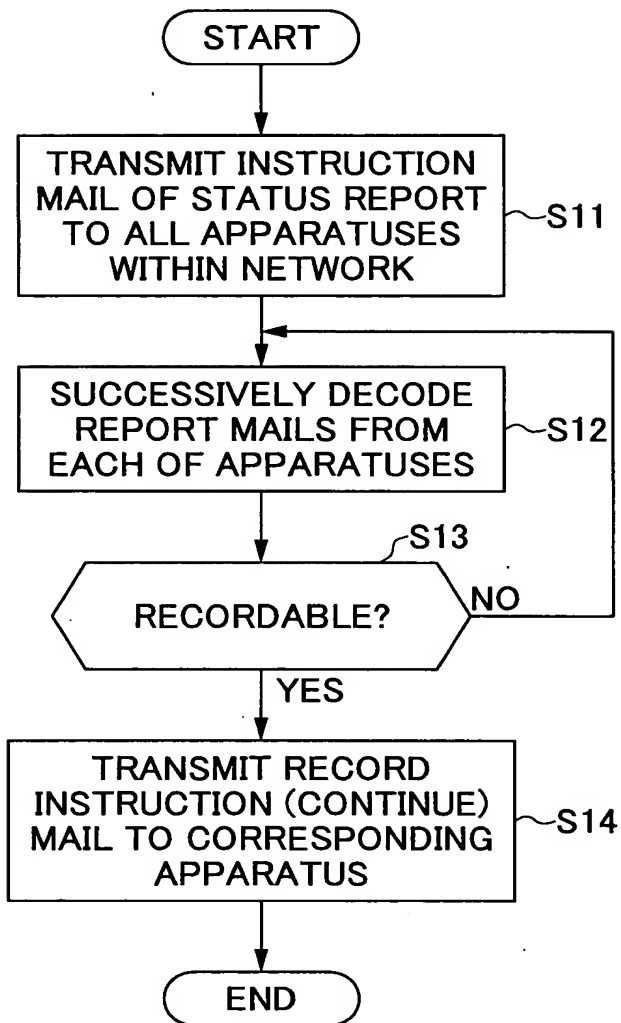 START
TRANSMIT INSTRUCTION
MAIL OF STATUS REPORT
TO ALL APPARATUSES
WITHIN NETWORK
S11
SUCCESSIVELY DECODE
REPORT MAILS FROM
EACH OF APPARATUSES
S12
S13
RECORDABLE?
NO
YES
TRANSMIT RECORD
INSTRUCTION (CONTINUE)
MAIL TO CORRESPONDING
APPARATUS
S14
END